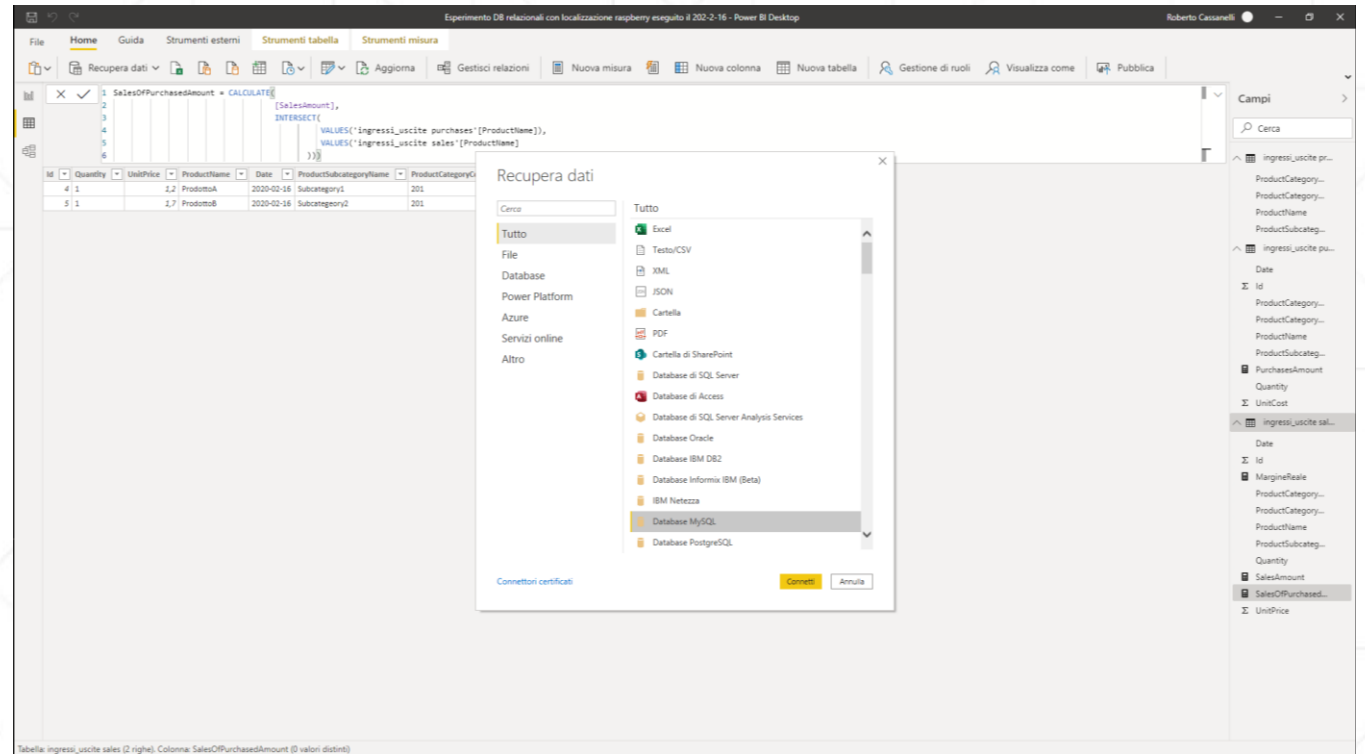 Esperimento DB relazionali con localizzazione raspberry eseguito il 202-2-16 - Power BI Desktop
Roberto Cassanelli
File Home Guida Strumenti esterni Strumenti tabella Strumenti misura
Recupera dati Aggiorna Gestisci relazioni Nuova misura Nuova colonna Nuova tabella Gestione di ruoli Visualizza come Pubblica
1 SalesOfPurchasedAmount = CALCULATE(
2 [SalesAmount],
3 INTERSECT(
4 VALUES('ingressi_uscite purchases'[ProductName]),
5 VALUES('ingressi_uscite sales'[ProductName]
6 )))
Id Quantity UnitPrice ProductName Date ProductSubcategoryName ProductCategoryCo
4 1 1,2 ProdottoA 2020-02-16 Subcategory1 201
5 1 1,7 ProdottoB 2020-02-16 Subcategeory2 201
Recupera dati
Cerca
Tutto
File
Database
Power Platform
Azure
Servizi online
Altro
Tutto
Excel
Testo/CSV
XML
JSON
Cartella
PDF
Cartella di SharePoint
Database di SQL Server
Database di Access
Database di SQL Server Analysis Services
Database Oracle
Database IBM DB2
Database Informix IBM (Beta)
IBM Netezza
Database MySQL
Database PostgreSQL
Connettori certificati
Connetti Annulla
Campi
Cerca
ingressi_uscite pr...
ProductCategory...
ProductCategory...
ProductName
ProductSubcateg...
ingressi_uscite pu...
Date
Σ Id
ProductCategory...
ProductCategory...
ProductName
ProductSubcateg...
PurchasesAmount
Quantity
Σ UnitCost
ingressi_uscite sal...
Date
Σ Id
MargineReale
ProductCategory...
ProductCategory...
ProductName
ProductSubcateg...
Quantity
SalesAmount
SalesOfPurchased...
Σ UnitPrice
Tabella: ingressi_uscite sales (2 righe). Colonna: SalesOfPurchasedAmount (0 valori distinti)